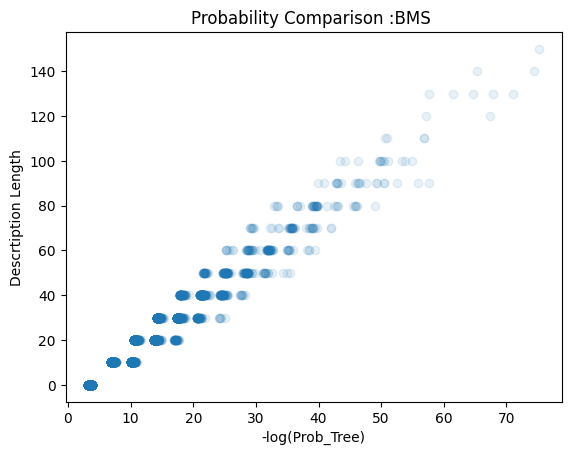 Probability Comparison :BMS
Descrtiption Length
140
120
100
80
60
40
20
0
0 10 20 30 40 50 60 70
-log(Prob_Tree)